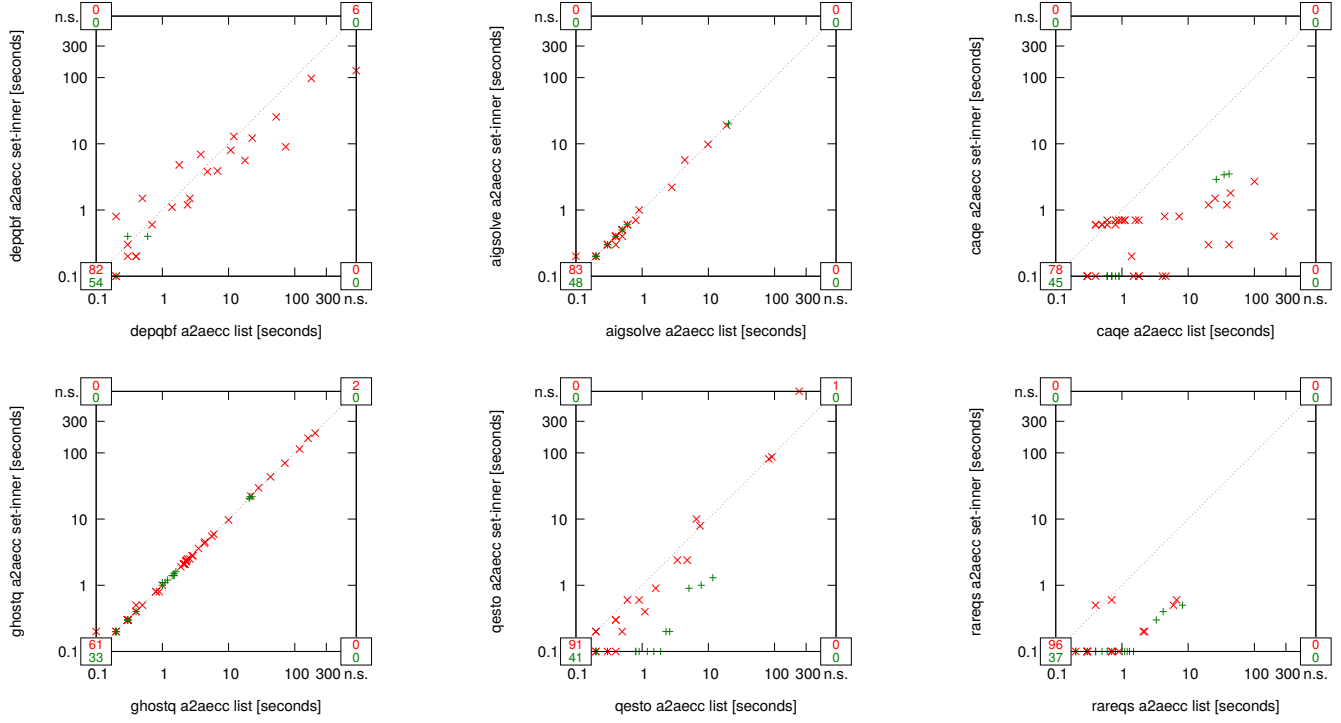 n.s. 0 6 n.s. 0 0 n.s. 0 0
0 0 0 0 0 0
300 300 300
100 100 100
10 10 10
1 1 1
0.1 82 0 0.1 83 0 0.1 78 0
54 0 48 0 45 0
0.1 1 10 100 300 n.s. 0.1 1 10 100 300 n.s. 0.1 1 10 100 300 n.s.
depqbf a2aecc set-inner [seconds]
depqbf a2aecc list [seconds]
aigsolve a2aecc set-inner [seconds]
aigsolve a2aecc list [seconds]
caqe a2aecc set-inner [seconds]
caqe a2aecc list [seconds]
n.s. 0 2 n.s. 0 1 n.s. 0 0
0 0 0 0 0 0
300 300 300
100 100 100
10 10 10
1 1 1
0.1 61 0 0.1 91 0 0.1 96 0
33 0 41 0 37 0
0.1 1 10 100 300 n.s. 0.1 1 10 100 300 n.s. 0.1 1 10 100 300 n.s.
ghostq a2aecc set-inner [seconds]
ghostq a2aecc list [seconds]
qesto a2aecc set-inner [seconds]
qesto a2aecc list [seconds]
rareqs a2aecc set-inner [seconds]
rareqs a2aecc list [seconds]